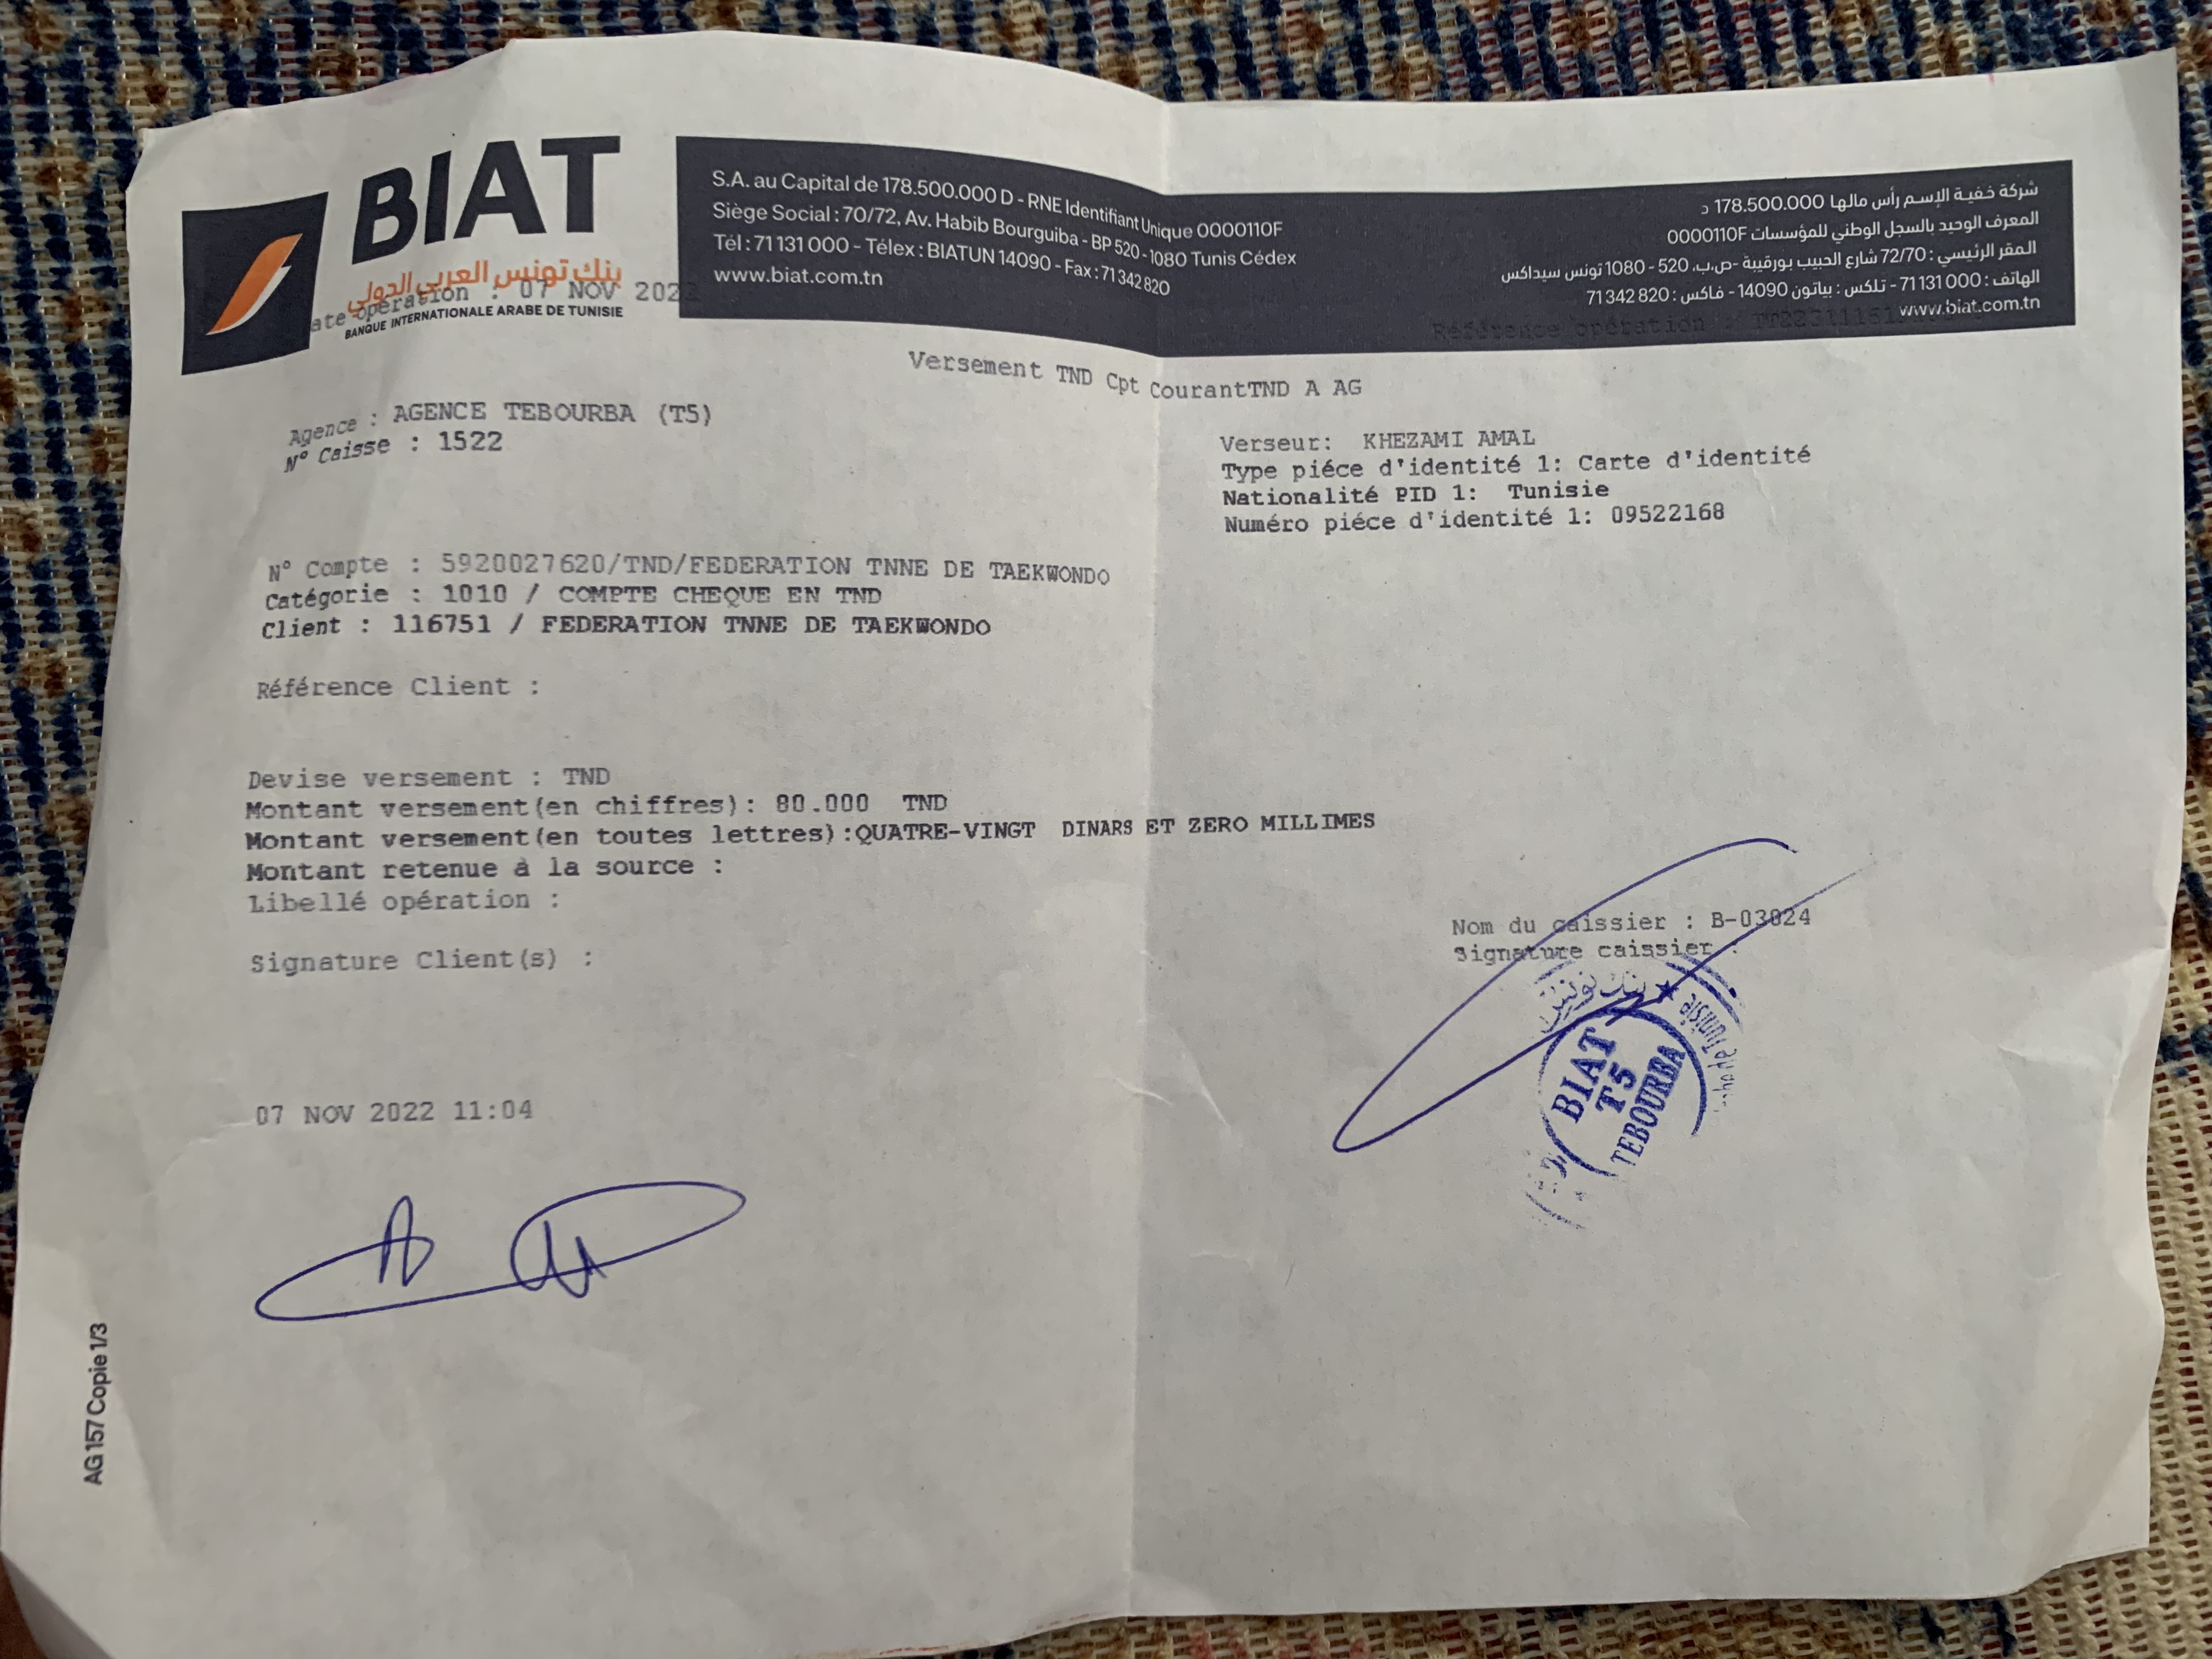 BIAT
بنك تونس العربي الدولي
BANQUE INTERNATIONALE ARABE DE TUNISIE
S.A. au Capital de 178.500.000 D - RNE Identifiant Unique 0000110F
Siège Social : 70/72, Av. Habib Bourguiba - BP 520 - 1080 Tunis Cédex
Tél : 71 131 000 - Télex : BIATUN 14090 - Fax : 71 342 820
www.biat.com.tn
شركة خفية الإسم رأس مالها 178.500.000 د
المعرف الوحيد بالسجل الوطني للمؤسسات 0000110F
المقر الرئيسي : 72/70 شارع الحبيب بورقيبة -ص.ب. 520 - 1080 تونس سيداكس
الهاتف : 71 131 000 - تلكس : بياتون 14090 - فاكس : 71 342 820
www.biat.com.tn
ate opération : 07 NOV 202
Référence opération :
Versement TND Cpt CourantTND A AG
Agence : AGENCE TEBOURBA (T5)
N° Caisse : 1522
Verseur: KHEZAMI AMAL
Type piéce d'identité 1: Carte d'identité
Nationalité PID 1: Tunisie
Numéro piéce d'identité 1: 09522168
N° Compte : 5920027620/TND/FEDERATION TNNE DE TAEKWONDO
Catégorie : 1010 / COMPTE CHEQUE EN TND
Client : 116751 / FEDERATION TNNE DE TAEKWONDO
Référence Client :
Devise versement : TND
Montant versement(en chiffres): 80.000 TND
Montant versement(en toutes lettres):QUATRE-VINGT DINARS ET ZERO MILLIMES
Montant retenue à la source :
Libellé opération :
Signature Client(s) :
Nom du caissier : B-03024
Signature caissier :
بنك تونس
de Tunisie
BIAT
T5
TEBOURBA
07 NOV 2022 11:04
AG 157 Copie 1/3